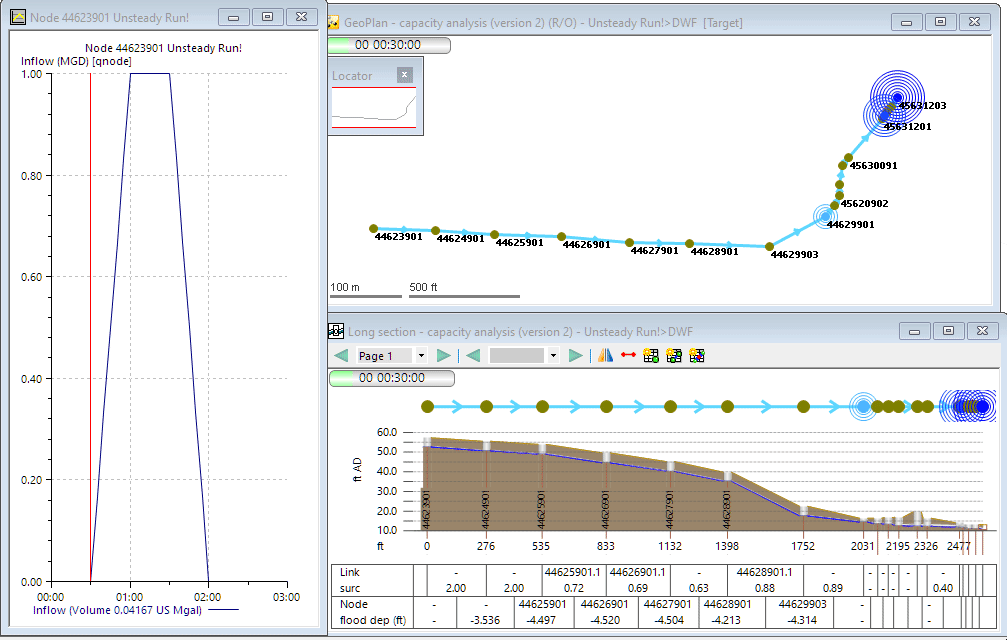 Node 44623901 Unsteady Run!
Node 44623901 Unsteady Run!
Inflow (MGD) [qnode]
1.00
0.80
0.60
0.40
0.20
0.00
00:00 01:00 02:00 03:00
Inflow (Volume 0.04167 US Mgal)
GeoPlan - capacity analysis (version 2) (R/O) - Unsteady Run!>DWF [Target]
00 00:30:00
Locator
45631203
45631201
45630091
45620902
44629901
44623901 44624901 44625901 44626901 44627901 44628901 44629903
100 m 500 ft
Long section - capacity analysis (version 2) - Unsteady Run!>DWF
Page 1
00 00:30:00
60.0
50.0
40.0
30.0
20.0
10.0
ft AD
44623901 44624901 44625901 44626901 44627901 44628901
ft 0 276 535 833 1132 1398 1752 2031 2195 2326 2477
Link - - 44625901.1 44626901.1 - 44628901.1 - - - - - -
surc 2.00 2.00 0.72 0.69 0.63 0.88 0.89 - - - - 0.40
Node - - 44625901 44626901 44627901 44628901 44629903 - -
flood dep (ft) - -3.536 -4.497 -4.520 -4.504 -4.213 -4.314 - -